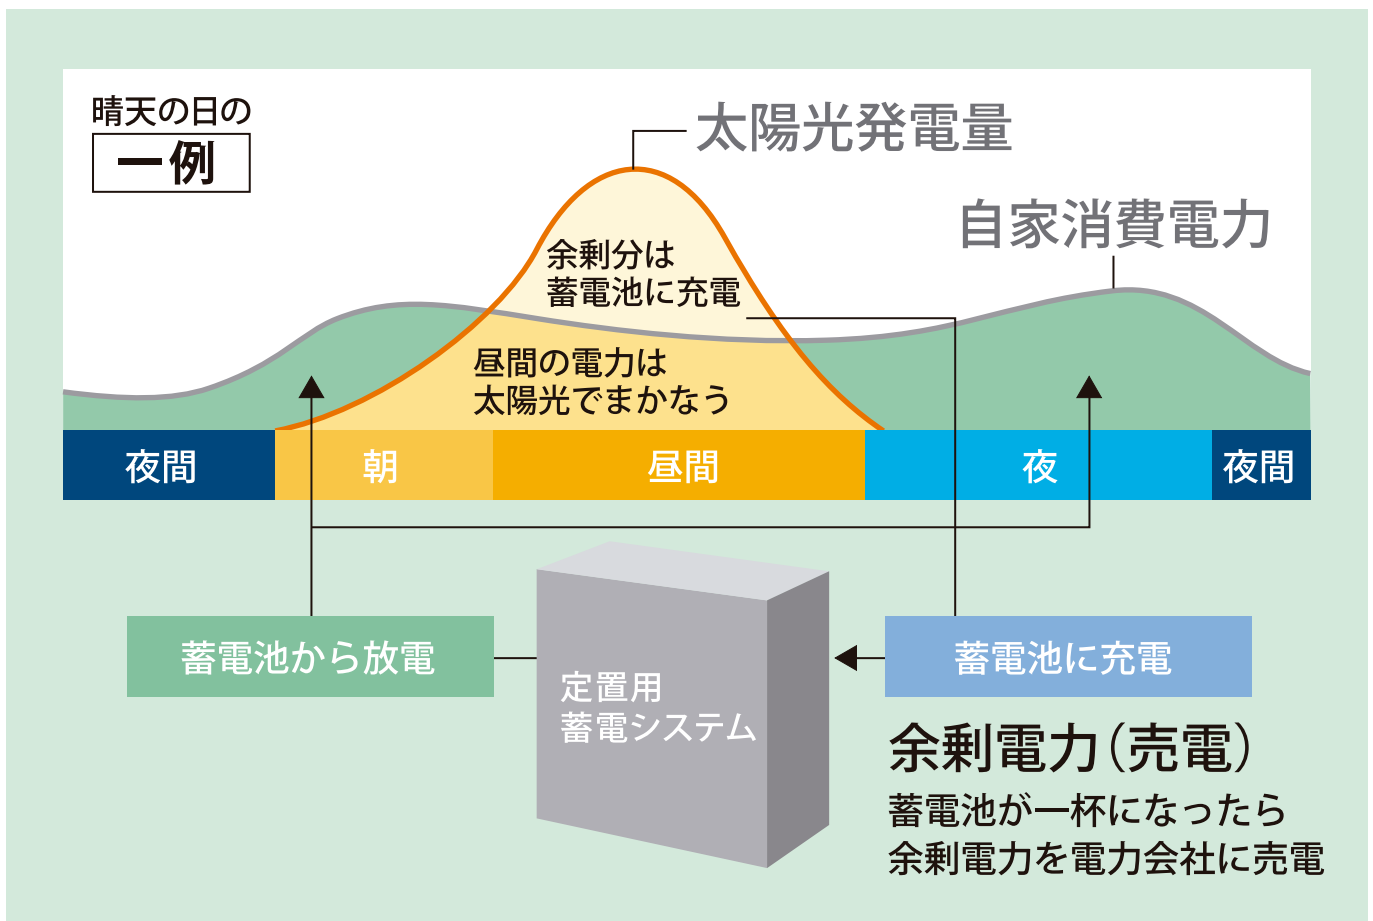 晴天の日の
一例
太陽光発電量
自家消費電力
余剰分は
蓄電池に充電
昼間の電力は
太陽光でまかなう
夜間
朝
昼間
夜
夜間
蓄電池から放電
定置用
蓄電システム
蓄電池に充電
余剰電力（売電）
蓄電池が一杯になったら
余剰電力を電力会社に売電